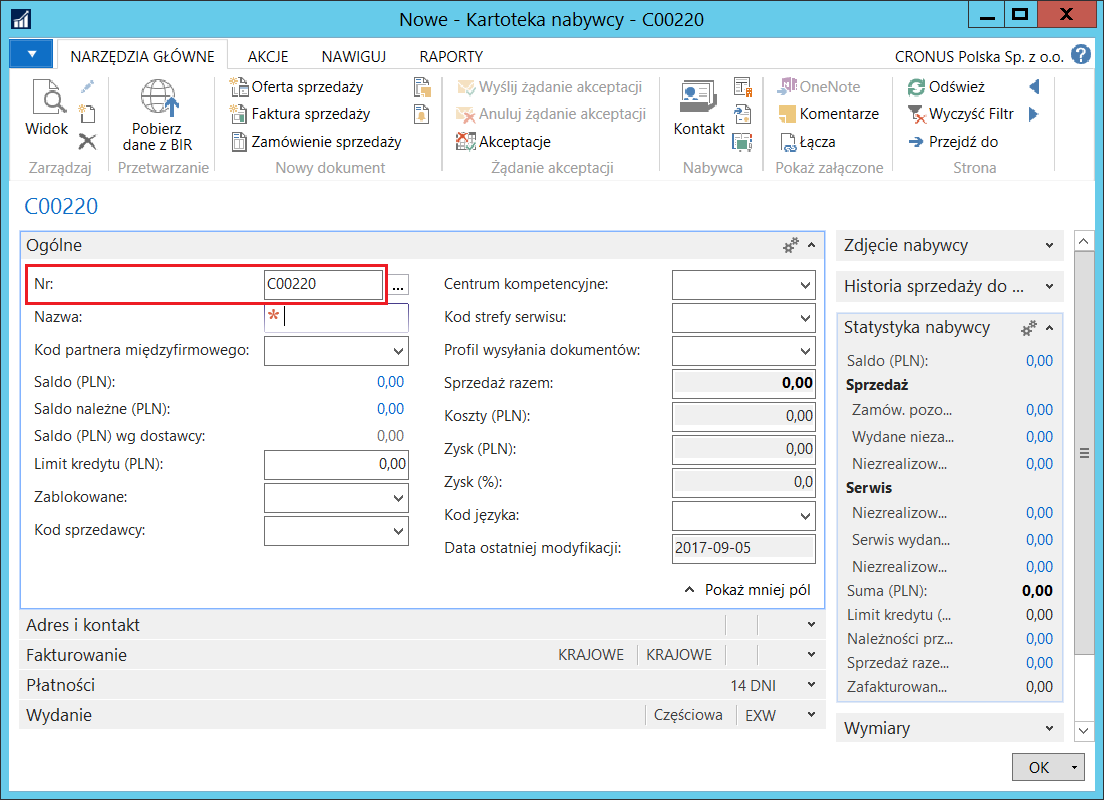 Nowe - Kartoteka nabywcy - C00220
NARZĘDZIA GŁÓWNE AKCJE NAWIGUJ RAPORTY CRONUS Polska Sp. z o.o. ?
Widok
Zarządzaj
Pobierz
dane z BIR
Przetwarzanie
Oferta sprzedaży
Faktura sprzedaży
Zamówienie sprzedaży
Nowy dokument
Wyślij żądanie akceptacji
Anuluj żądanie akceptacji
Akceptacje
Żądanie akceptacji
Kontakt
Nabywca
OneNote
Komentarze
Łącza
Pokaż załączone
Odśwież
Wyczyść Filtr
Przejdź do
Strona
C00220
Ogólne
Nr: C00220 ...
Nazwa: *
Kod partnera międzyfirmowego:
Saldo (PLN): 0,00
Saldo należne (PLN): 0,00
Saldo (PLN) wg dostawcy: 0,00
Limit kredytu (PLN): 0,00
Zablokowane:
Kod sprzedawcy:
Centrum kompetencyjne:
Kod strefy serwisu:
Profil wysyłania dokumentów:
Sprzedaż razem: 0,00
Koszty (PLN): 0,00
Zysk (PLN): 0,00
Zysk (%): 0,0
Kod języka:
Data ostatniej modyfikacji: 2017-09-05
Pokaż mniej pól
Adres i kontakt
Fakturowanie KRAJOWE KRAJOWE
Płatności 14 DNI
Wydanie Częściowa EXW
Zdjęcie nabywcy
Historia sprzedaży do ...
Statystyka nabywcy
Saldo (PLN): 0,00
Sprzedaż
Zamów. pozo... 0,00
Wydane nieza... 0,00
Niezrealizow... 0,00
Serwis
Niezrealizow... 0,00
Serwis wydan... 0,00
Niezrealizow... 0,00
Suma (PLN): 0,00
Limit kredytu (... 0,00
Należności prz... 0,00
Sprzedaż raze... 0,00
Zafakturowan... 0,00
Wymiary
OK